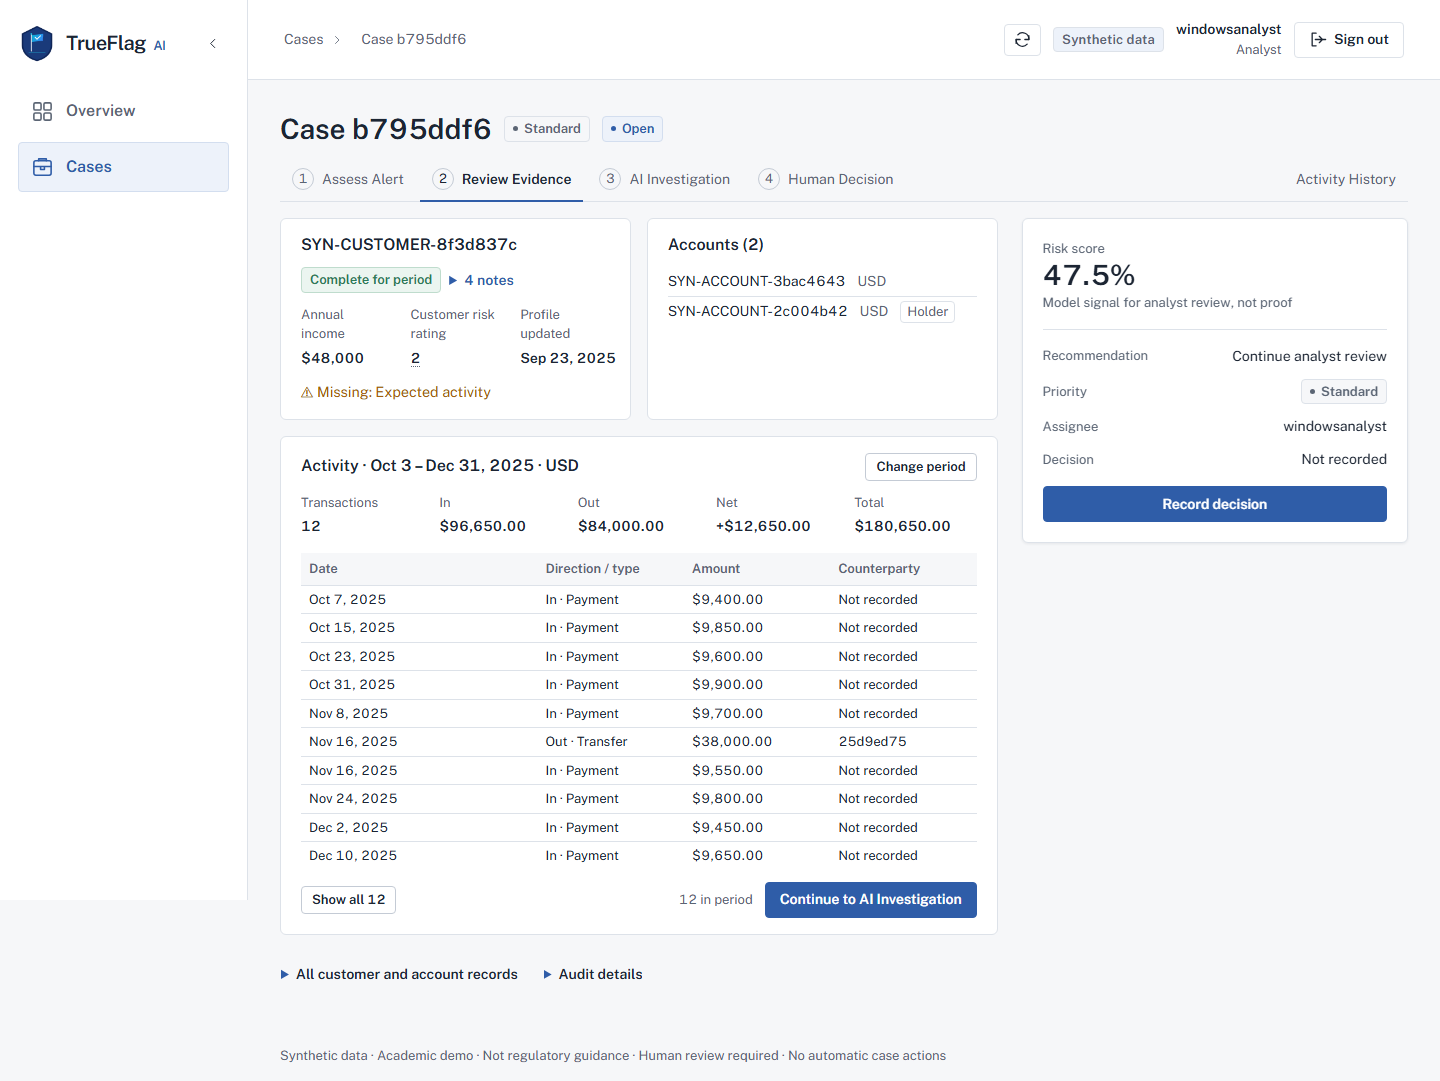 TrueFlag AI
Overview
Cases
Cases > Case b795ddf6
Synthetic data
windowsanalyst
Analyst
Sign out
Case b795ddf6
Standard
Open
1 Assess Alert
2 Review Evidence
3 AI Investigation
4 Human Decision
Activity History
SYN-CUSTOMER-8f3d837c
Complete for period
4 notes
Annual income
$48,000
Customer risk rating
2
Profile updated
Sep 23, 2025
Missing: Expected activity
Accounts (2)
SYN-ACCOUNT-3bac4643 USD
SYN-ACCOUNT-2c004b42 USD Holder
Risk score
47.5%
Model signal for analyst review, not proof
Recommendation Continue analyst review
Priority Standard
Assignee windowsanalyst
Decision Not recorded
Record decision
Activity · Oct 3 – Dec 31, 2025 · USD
Change period
Transactions In Out Net Total
12 $96,650.00 $84,000.00 +$12,650.00 $180,650.00
Date Direction / type Amount Counterparty
Oct 7, 2025 In · Payment $9,400.00 Not recorded
Oct 15, 2025 In · Payment $9,850.00 Not recorded
Oct 23, 2025 In · Payment $9,600.00 Not recorded
Oct 31, 2025 In · Payment $9,900.00 Not recorded
Nov 8, 2025 In · Payment $9,700.00 Not recorded
Nov 16, 2025 Out · Transfer $38,000.00 25d9ed75
Nov 16, 2025 In · Payment $9,550.00 Not recorded
Nov 24, 2025 In · Payment $9,800.00 Not recorded
Dec 2, 2025 In · Payment $9,450.00 Not recorded
Dec 10, 2025 In · Payment $9,650.00 Not recorded
Show all 12
12 in period
Continue to AI Investigation
All customer and account records
Audit details
Synthetic data · Academic demo · Not regulatory guidance · Human review required · No automatic case actions